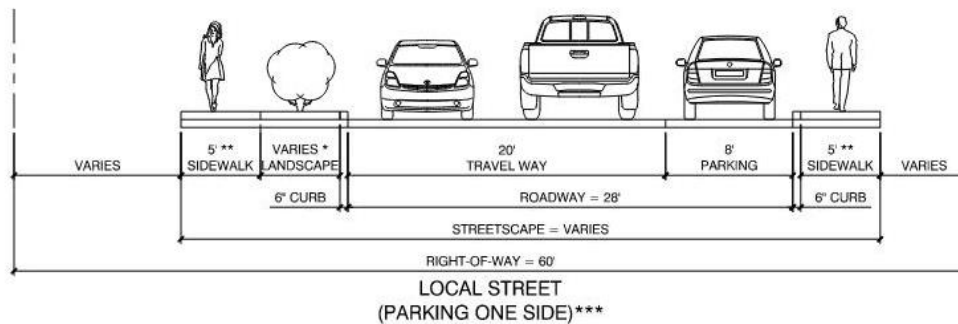 5' ** 
SIDEWALK
VARIES *
LANDSCAPE
20'
TRAVEL WAY
8'
PARKING
5' **
SIDEWALK
VARIES
VARIES
6" CURB
ROADWAY = 28'
6" CURB
STREETSCAPE = VARIES
RIGHT-OF-WAY = 60'
LOCAL STREET
(PARKING ONE SIDE)***